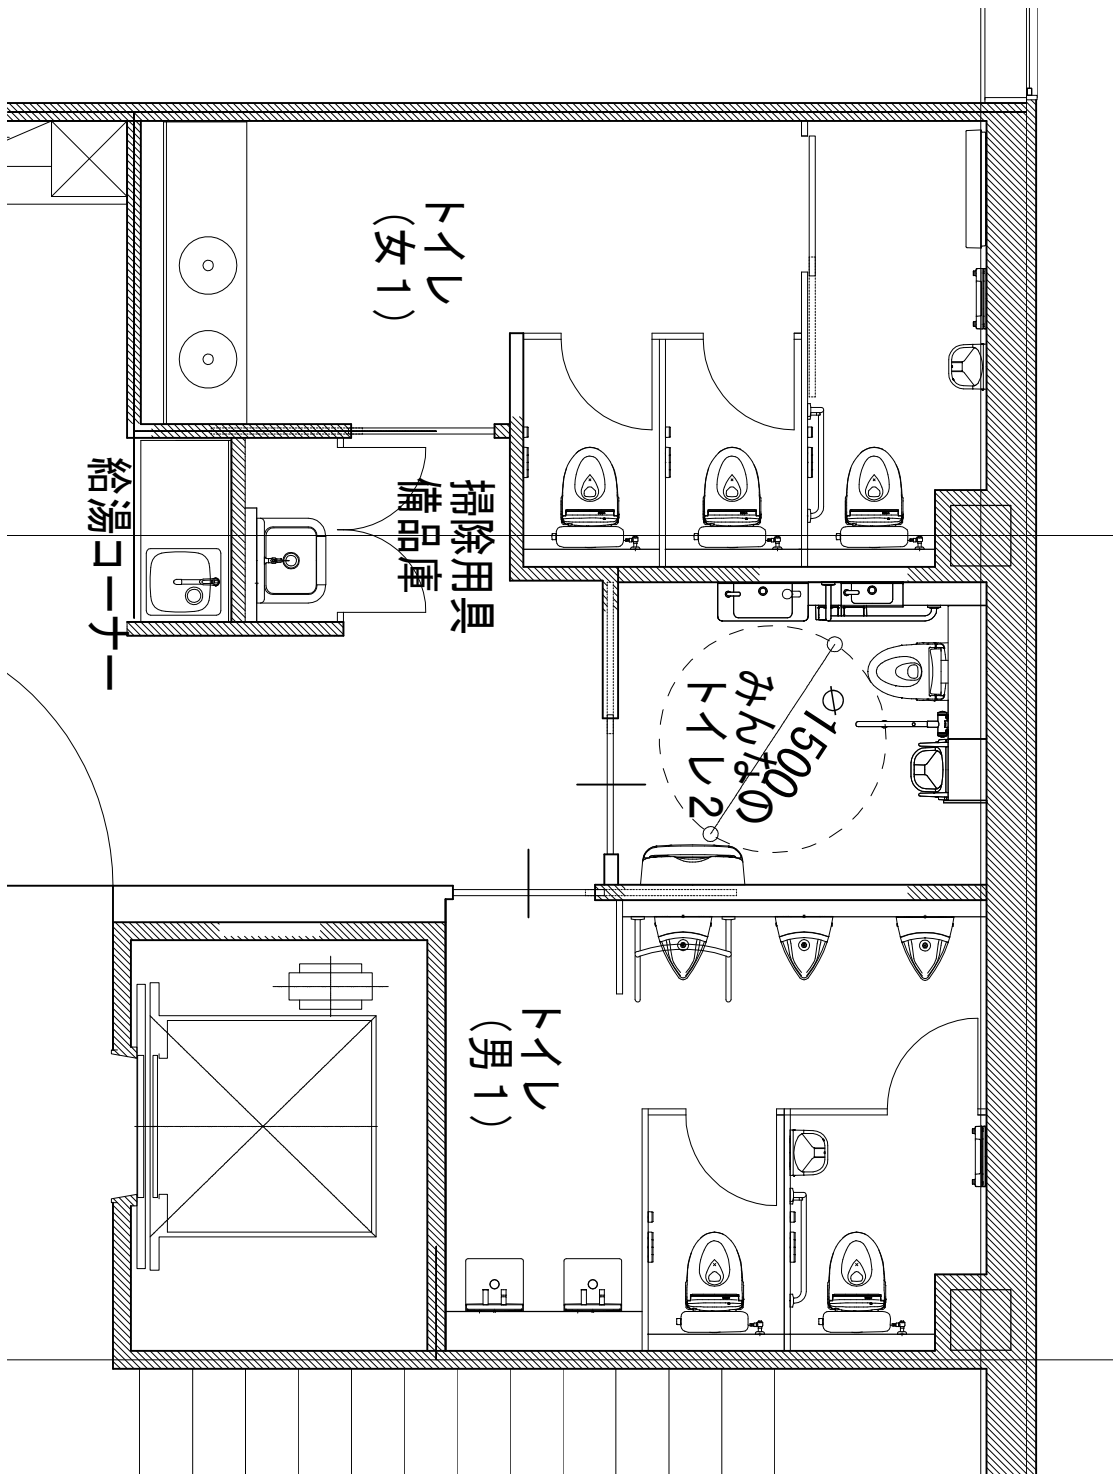 トイレ
（女１）
掃除用具
備品庫
給湯コーナー
みんなの
トイレ２
φ1500
トイレ
（男１）